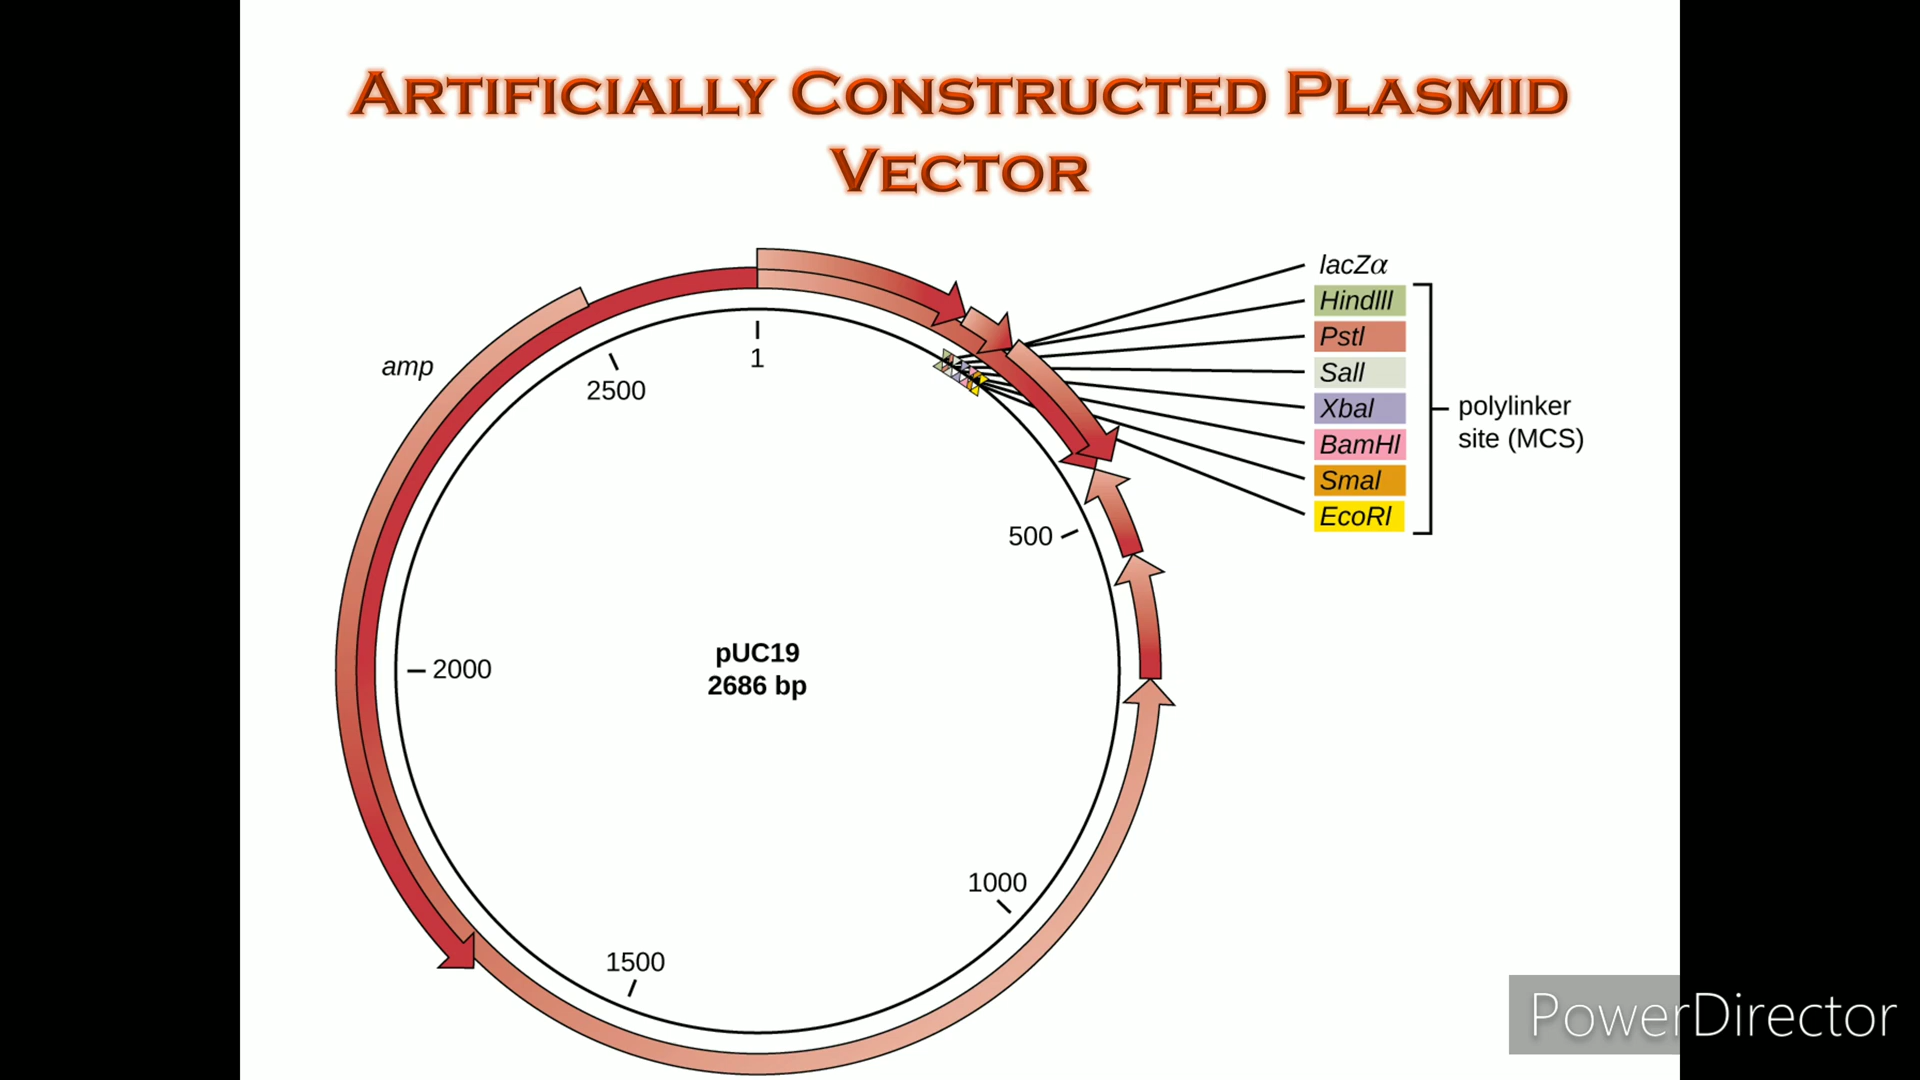 ARTIFICIALLY CONSTRUCTED PLASMID
VECTOR
lacZα
HindIII
PstI
SalI
XbaI
BamHI
SmaI
EcoRI
polylinker
site (MCS)
amp
1
2500
500
2000
pUC19
2686 bp
1000
1500
PowerDirector